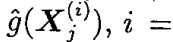 ĝ(𝑿_j^{(i)}), i =